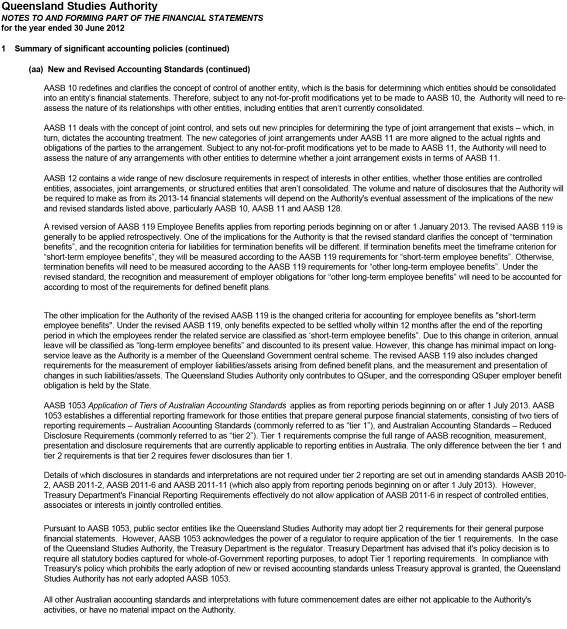 Queensland Studies Authority
NOTES TO AND FORMING PART OF THE FINANCIAL STATEMENTS
for the year ended 30 June 2012
1 Summary of significant accounting policies (continued)
(aa) New and Revised Accounting Standards (continued)
AASB 10 redefines and clarifies the concept of control of another entity, which is the basis for determining which entities should be consolidated
into an entity's financial statements. Therefore, subject to any not-for-profit modifications yet to be made to AASB 10, the Authority will need to re-
assess the nature of its relationships with other entities, including entities that aren't currently consolidated.
AASB 11 deals with the concept of joint control, and sets out new principles for determining the type of joint arrangement that exists – which, in
turn, dictates the accounting treatment. The new categories of joint arrangements under AASB 11 are more aligned to the actual rights and
obligations of the parties to the arrangement. Subject to any not-for-profit modifications yet to be made to AASB 11, the Authority will need to
assess the nature of any arrangements with other entities to determine whether a joint arrangement exists in terms of AASB 11.
AASB 12 contains a wide range of new disclosure requirements in respect of interests in other entities, whether those entities are controlled
entities, associates, joint arrangements, or structured entities that aren't consolidated. The volume and nature of disclosures that the Authority will
be required to make as from its 2013-14 financial statements will depend on the Authority's eventual assessment of the implications of the new
and revised standards listed above, particularly AASB 10, AASB 11 and AASB 128.
A revised version of AASB 119 Employee Benefits applies from reporting periods beginning on or after 1 January 2013. The revised AASB 119 is
generally to be applied retrospectively. One of the implications for the Authority is that the revised standard clarifies the concept of "termination
benefits", and the recognition criteria for liabilities for termination benefits will be different. If termination benefits meet the timeframe criterion for
"short-term employee benefits", they will be measured according to the AASB 119 requirements for "short-term employee benefits". Otherwise,
termination benefits will need to be measured according to the AASB 119 requirements for "other long-term employee benefits". Under the
revised standard, the recognition and measurement of employer obligations for "other long-term employee benefits" will need to be accounted for
according to most of the requirements for defined benefit plans.
The other implication for the Authority of the revised AASB 119 is the changed criteria for accounting for employee benefits as "short-term
employee benefits". Under the revised AASB 119, only benefits expected to be settled wholly within 12 months after the end of the reporting
period in which the employees render the related service are classified as 'short-term employee benefits". Due to this change in criterion, annual
leave will be classified as "long-term employee benefits" and discounted to its present value. However, this change has minimal impact on long-
service leave as the Authority is a member of the Queensland Government central scheme. The revised AASB 119 also includes changed
requirements for the measurement of employer liabilities/assets arising from defined benefit plans, and the measurement and presentation of
changes in such liabilities/assets. The Queensland Studies Authority only contributes to QSuper, and the corresponding QSuper employer benefit
obligation is held by the State.
AASB 1053 Application of Tiers of Australian Accounting Standards applies as from reporting periods beginning on or after 1 July 2013. AASB
1053 establishes a differential reporting framework for those entities that prepare general purpose financial statements, consisting of two tiers of
reporting requirements – Australian Accounting Standards (commonly referred to as "tier 1"), and Australian Accounting Standards – Reduced
Disclosure Requirements (commonly referred to as "tier 2"). Tier 1 requirements comprise the full range of AASB recognition, measurement,
presentation and disclosure requirements that are currently applicable to reporting entities in Australia. The only difference between the tier 1 and
tier 2 requirements is that tier 2 requires fewer disclosures than tier 1.
Details of which disclosures in standards and interpretations are not required under tier 2 reporting are set out in amending standards AASB 2010-
2, AASB 2011-2, AASB 2011-6 and AASB 2011-11 (which also apply from reporting periods beginning on or after 1 July 2013). However,
Treasury Department's Financial Reporting Requirements effectively do not allow application of AASB 2011-6 in respect of controlled entities,
associates or interests in jointly controlled entities.
Pursuant to AASB 1053, public sector entities like the Queensland Studies Authority may adopt tier 2 requirements for their general purpose
financial statements. However, AASB 1053 acknowledges the power of a regulator to require application of the tier 1 requirements. In the case
of the Queensland Studies Authority, the Treasury Department is the regulator. Treasury Department has advised that it's policy decision is to
require all statutory bodies captured for whole-of-Government reporting purposes, to adopt Tier 1 reporting requirements. In compliance with
Treasury's policy which prohibits the early adoption of new or revised accounting standards unless Treasury approval is granted, the Queensland
Studies Authority has not early adopted AASB 1053.
All other Australian accounting standards and interpretations with future commencement dates are either not applicable to the Authority's
activities, or have no material impact on the Authority.